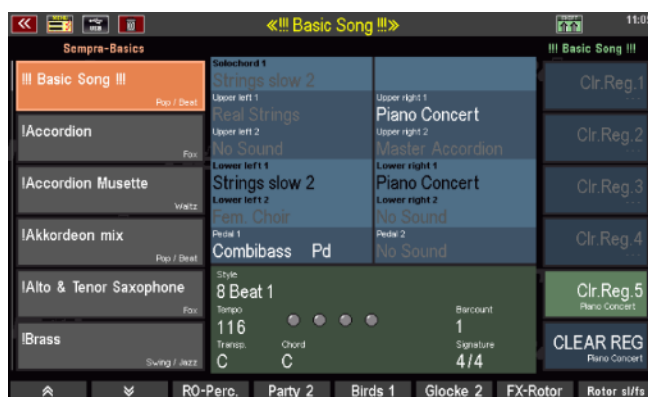 MENU
«!!! Basic Song !!!»
11:05
Sempra-Basics
!!! Basic Song !!!
!!! Basic Song !!!
Pop / Beat
!Accordion
Fox
!Accordion Musette
Waltz
!Akkordeon mix
Pop / Beat
!Alto & Tenor Saxophone
Fox
!Brass
Swing / Jazz
Solochord 1
Strings slow 2
Upper left 1
Real Strings
Upper right 1
Piano Concert
Upper left 2
No Sound
Upper right 2
Master Accordion
Lower left 1
Strings slow 2
Lower right 1
Piano Concert
Lower left 2
Fem. Choir
Lower right 2
No Sound
Pedal 1
Combibass Pd
Pedal 2
No Sound
Style
8 Beat 1
Tempo
116
Barcount
1
Transp.
C
Chord
C
Signature
4/4
Clr.Reg.1
---
Clr.Reg.2
---
Clr.Reg.3
---
Clr.Reg.4
---
Clr.Reg.5
Piano Concert
CLEAR REG
Piano Concert
RO-Perc. Party 2 Birds 1 Glocke 2 FX-Rotor Rotor sl/fs